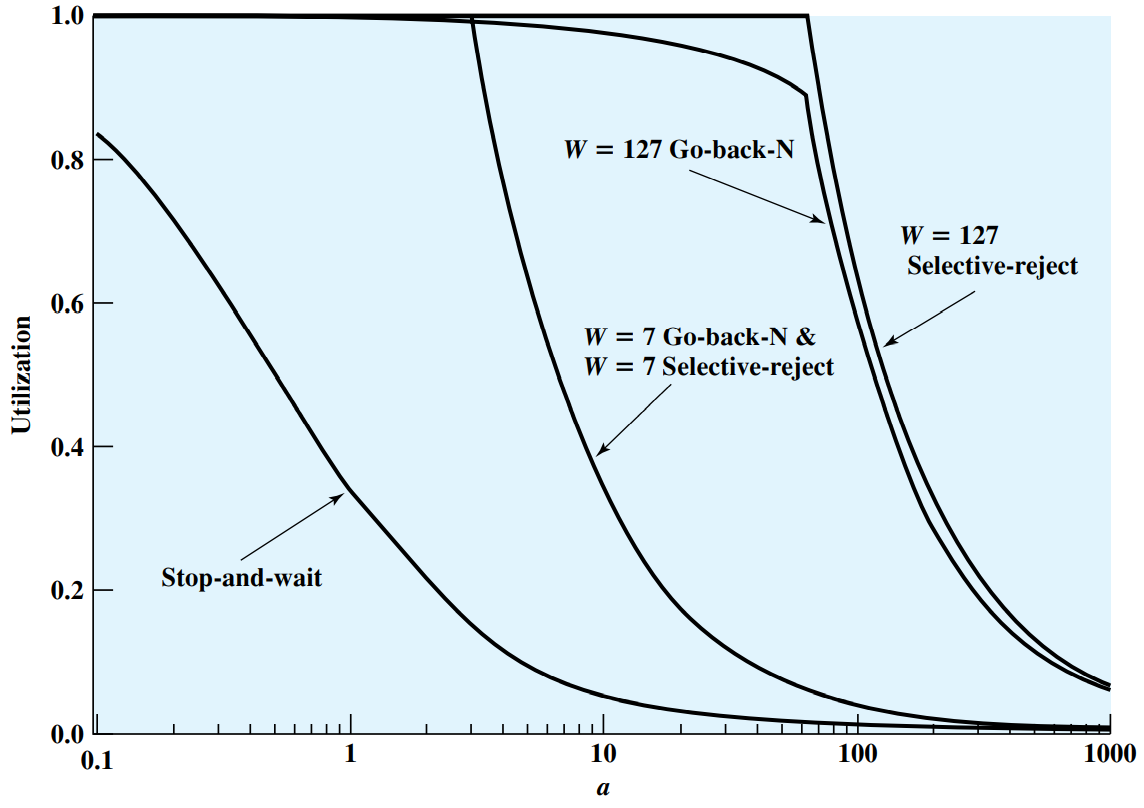 1.0
0.8
0.6
0.4
0.2
0.0
Utilization
W = 127 Go-back-N
W = 127
Selective-reject
W = 7 Go-back-N &
W = 7 Selective-reject
Stop-and-wait
0.1
1
10
100
1000
a